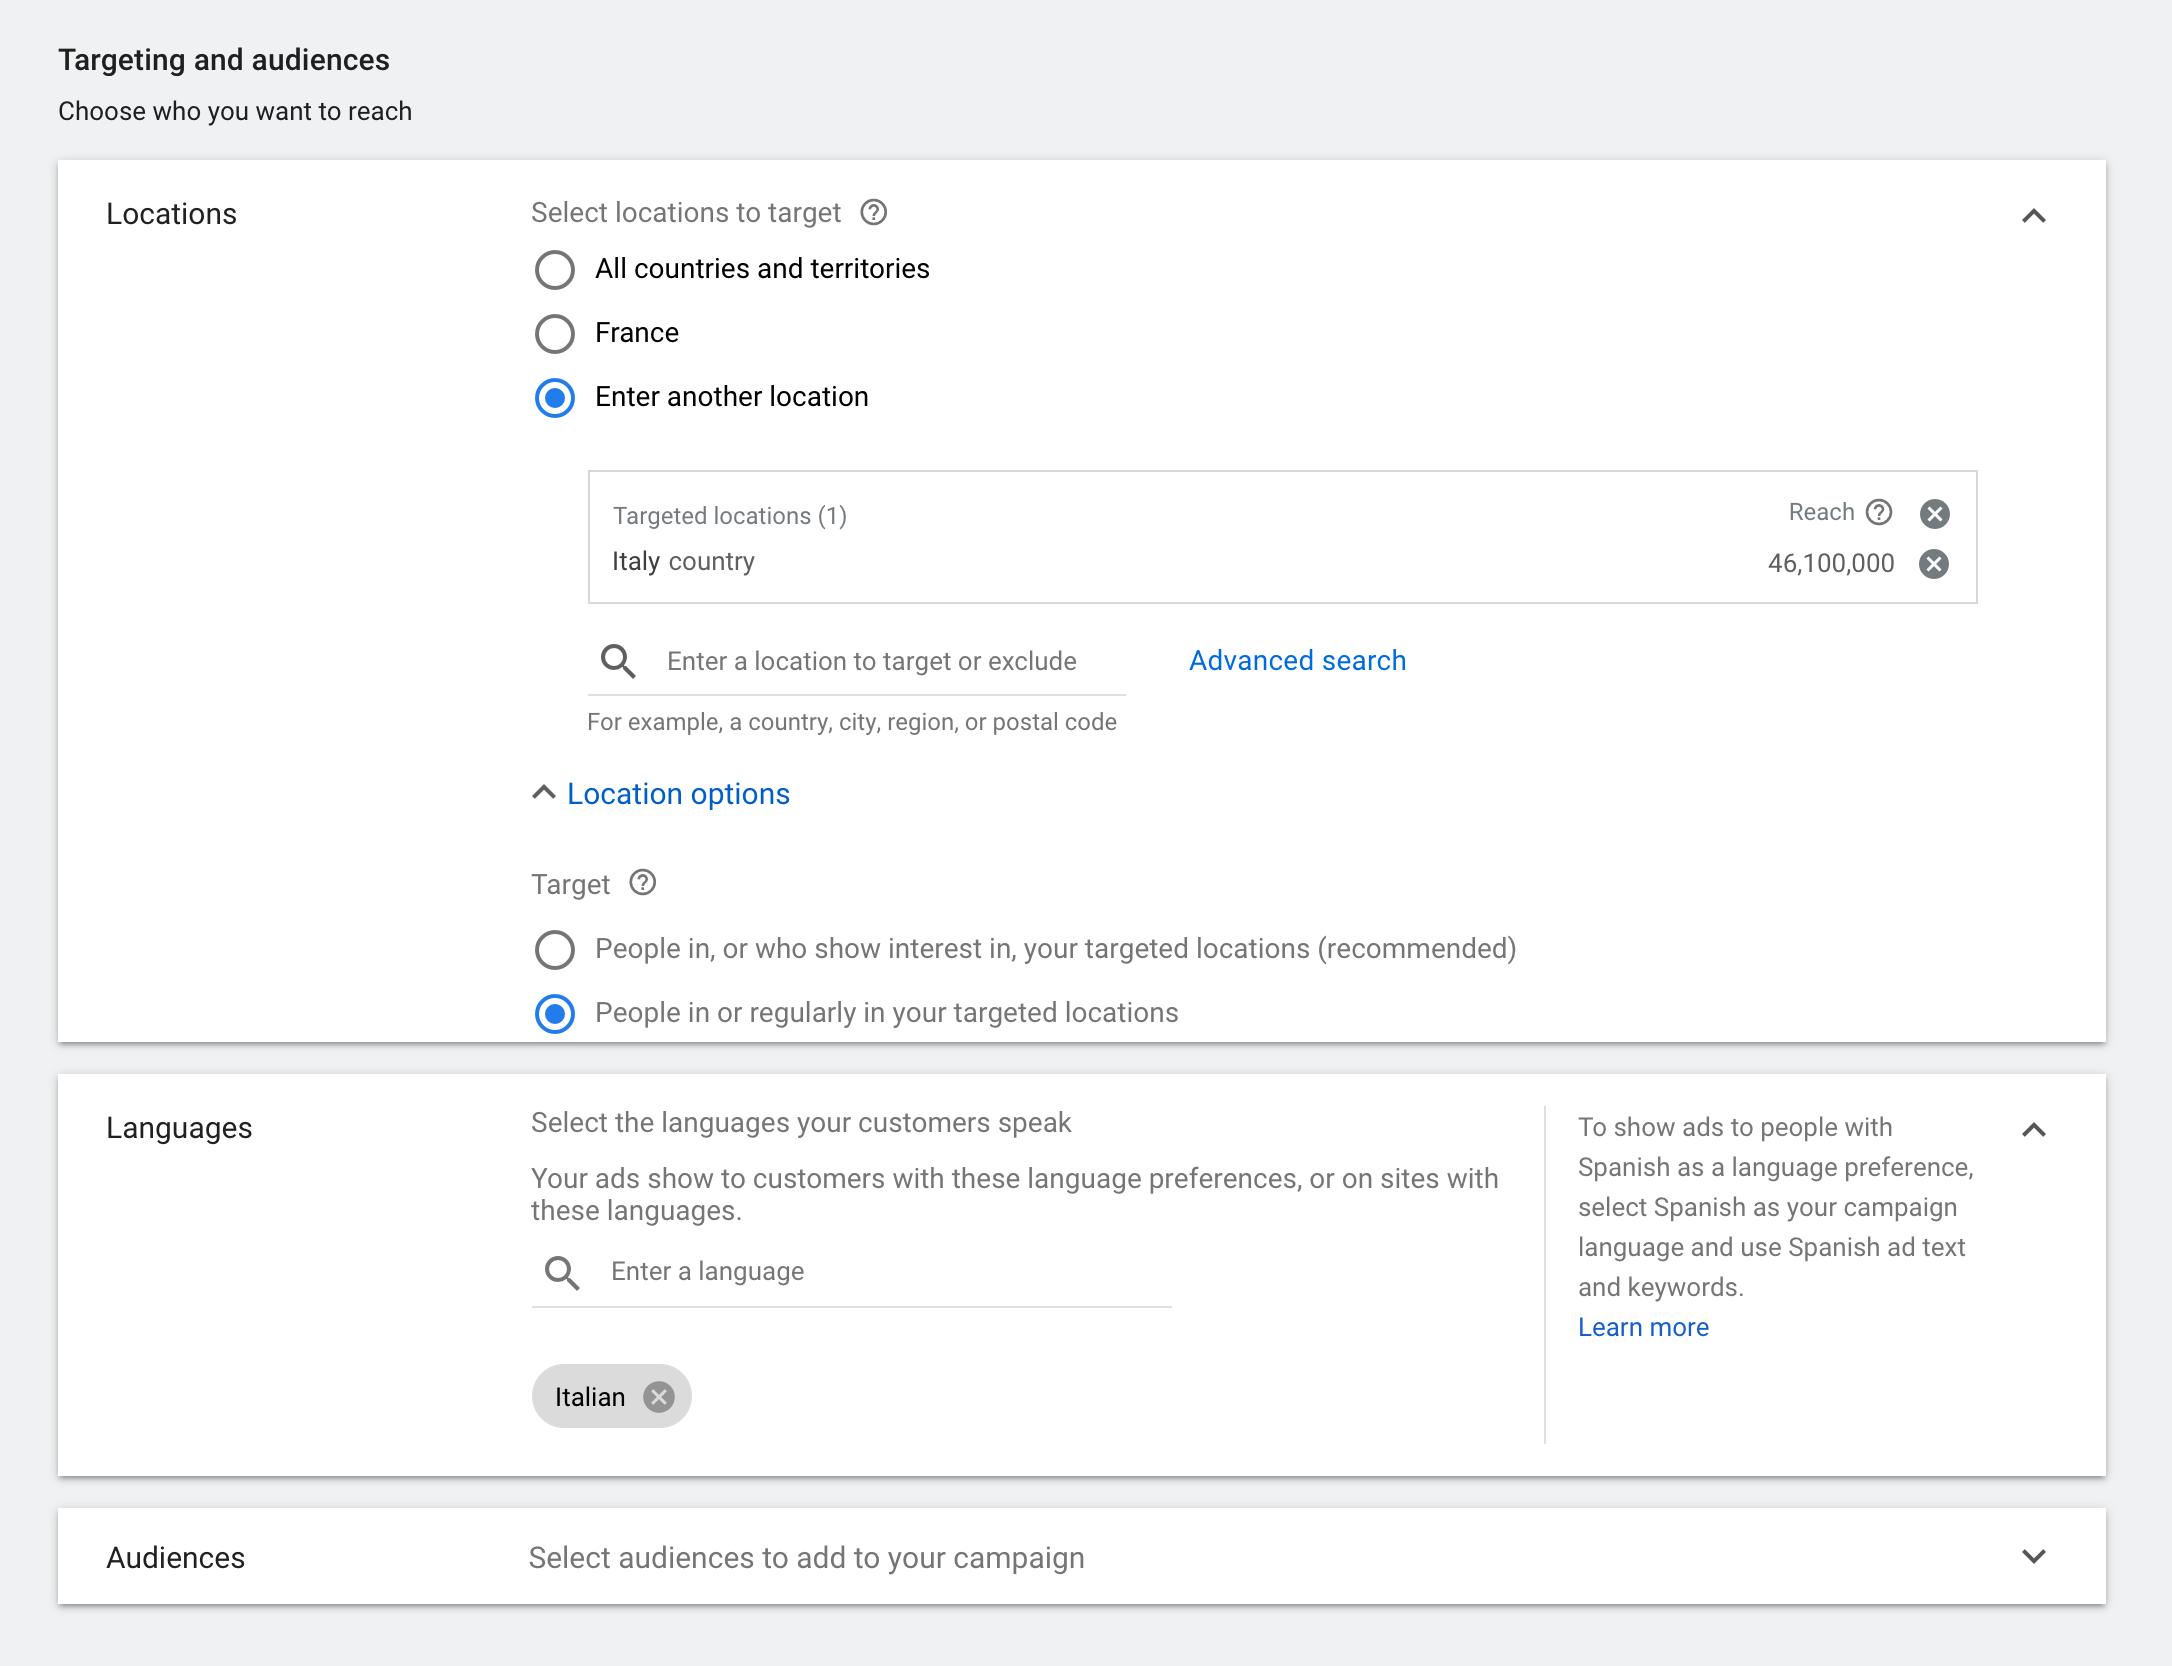 Targeting and audiences
Choose who you want to reach
Locations
Select locations to target
All countries and territories
France
Enter another location
Targeted locations (1)
Reach
Italy country
46,100,000
Enter a location to target or exclude
Advanced search
For example, a country, city, region, or postal code
Location options
Target
People in, or who show interest in, your targeted locations (recommended)
People in or regularly in your targeted locations
Languages
Select the languages your customers speak
Your ads show to customers with these language preferences, or on sites with
these languages.
Enter a language
Italian
To show ads to people with
Spanish as a language preference,
select Spanish as your campaign
language and use Spanish ad text
and keywords.
Learn more
Audiences
Select audiences to add to your campaign